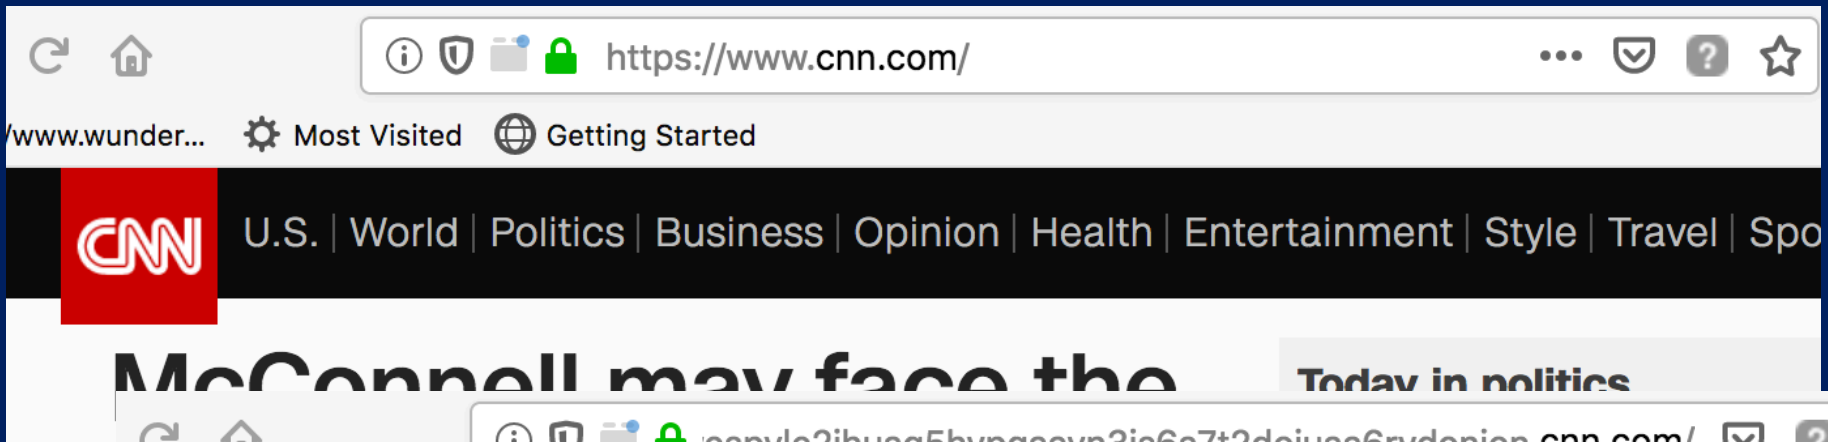 https://www.cnn.com/
/www.wunder... Most Visited Getting Started
CNN U.S. | World | Politics | Business | Opinion | Health | Entertainment | Style | Travel | Spo
McConnell may face the
Today in politics
cnn.com/